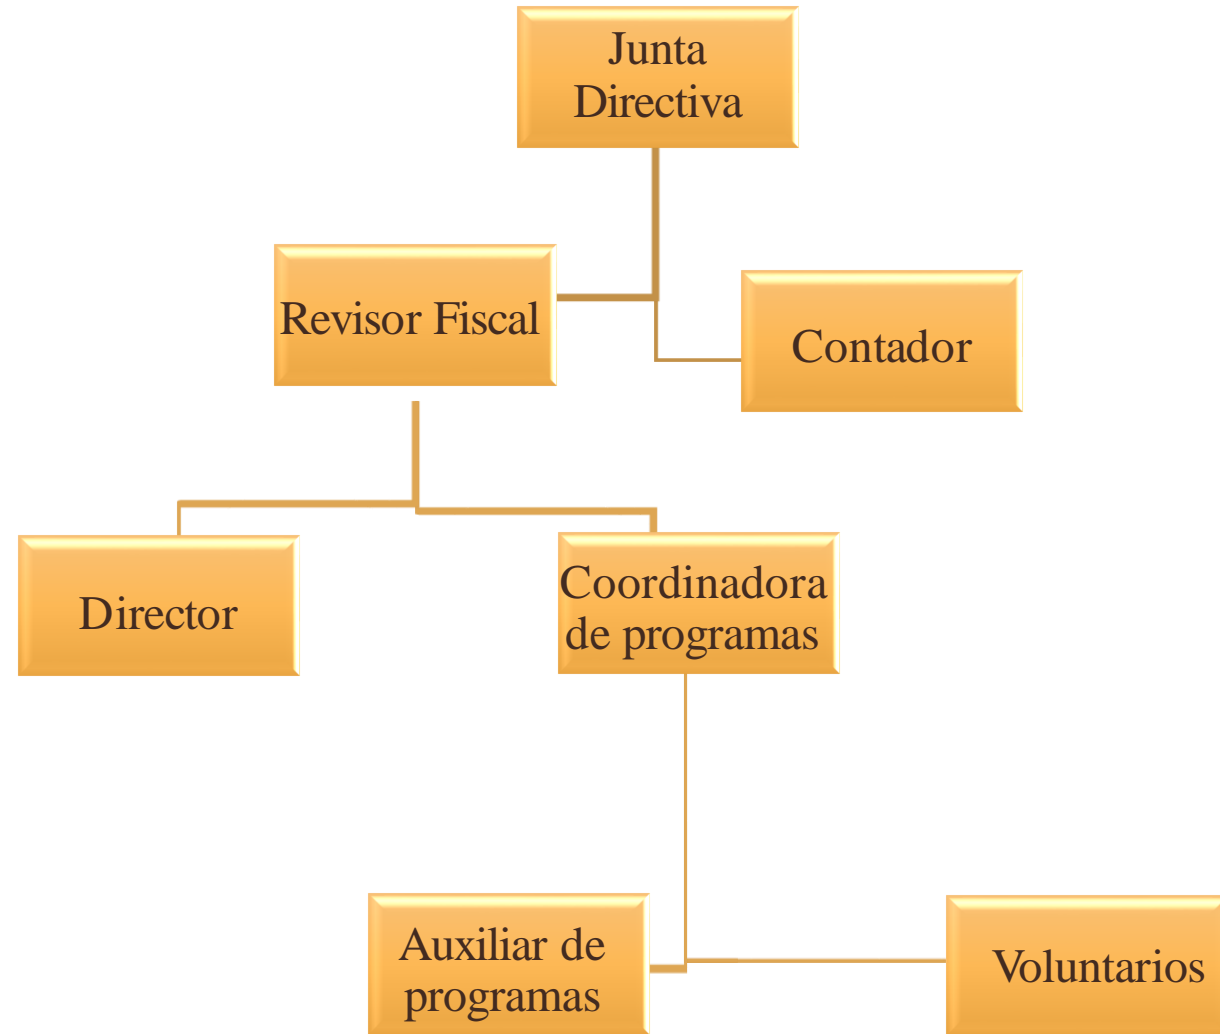 Junta
Directiva
Revisor Fiscal
Contador
Director
Coordinadora
de programas
Auxiliar de
programas
Voluntarios